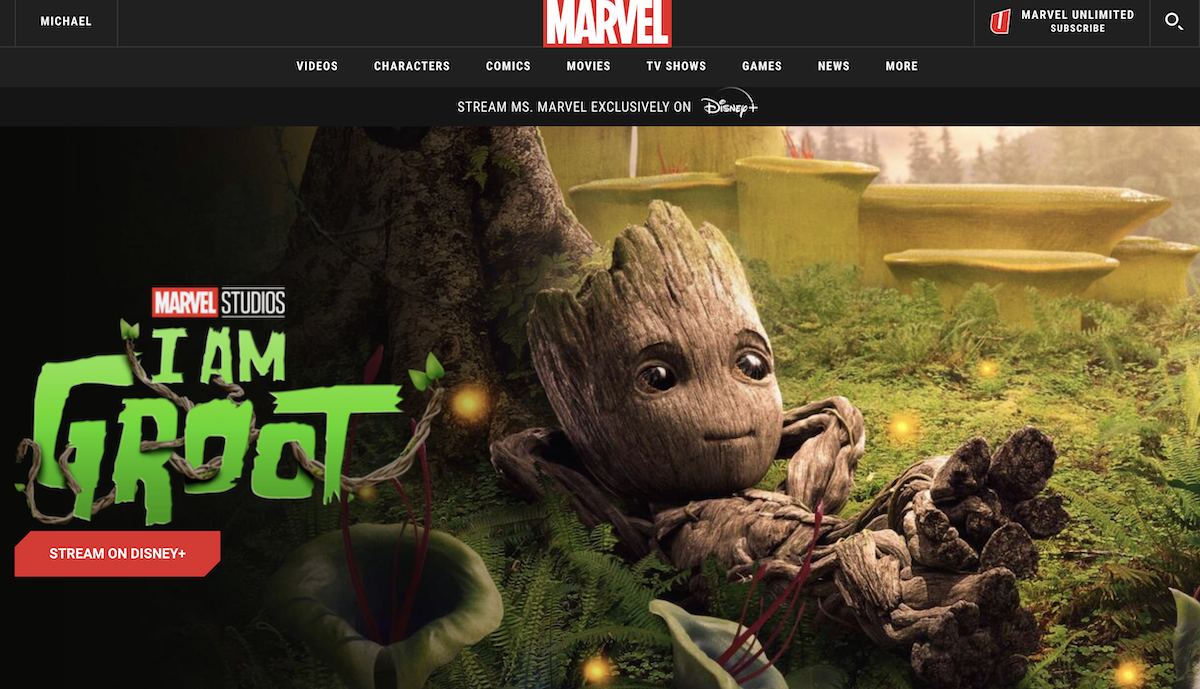 MICHAEL
MARVEL
MARVEL UNLIMITED
SUBSCRIBE
VIDEOS CHARACTERS COMICS MOVIES TV SHOWS GAMES NEWS MORE
STREAM MS. MARVEL EXCLUSIVELY ON Disney+
MARVEL STUDIOS
I AM
GROOT
STREAM ON DISNEY+